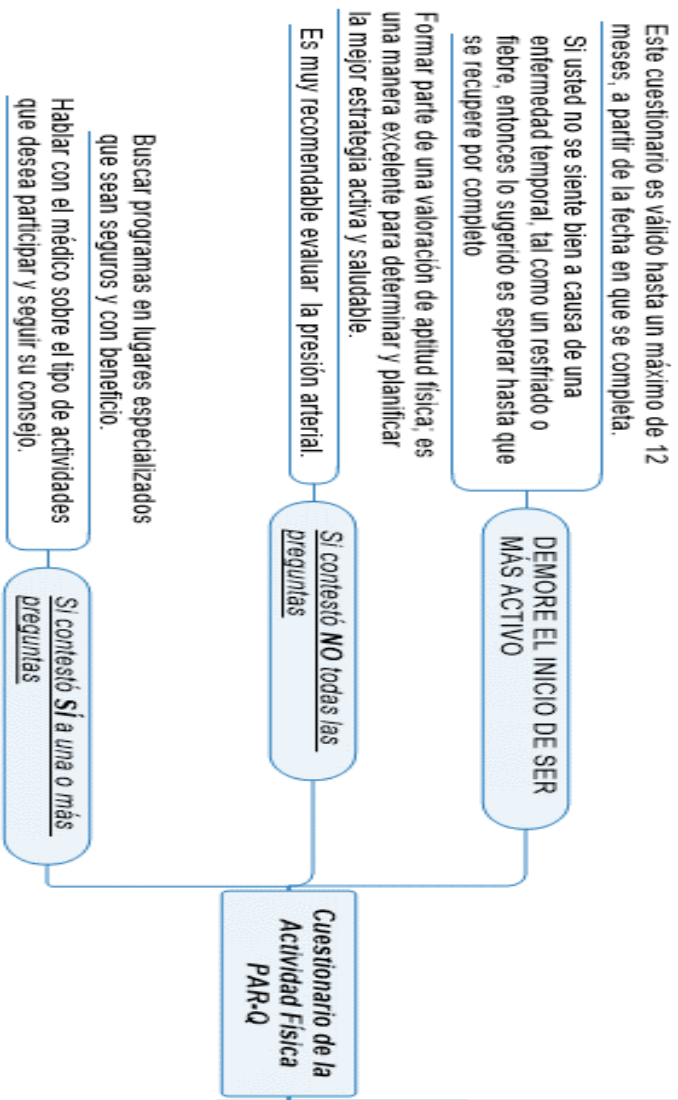 Este cuestionario es válido hasta un máximo de 12
meses, a partir de la fecha en que se completa.
Si usted no se siente bien a causa de una
enfermedad temporal, tal como un resfriado o
fiebre, entonces lo sugerido es esperar hasta que
se recupere por completo
DEMORE EL INICIO DE SER
MÁS ACTIVO
Formar parte de una valoración de aptitud física; es
una manera excelente para determinar y planificar
la mejor estrategia activa y saludable.
Es muy recomendable evaluar la presión arterial.
Si contestó NO todas las
preguntas
Buscar programas en lugares especializados
que sean seguros y con beneficio.
Hablar con el médico sobre el tipo de actividades
que desea participar y seguir su consejo.
Si contestó SÍ a una o más
preguntas
Cuestionario de la
Actividad Física
PAR-Q